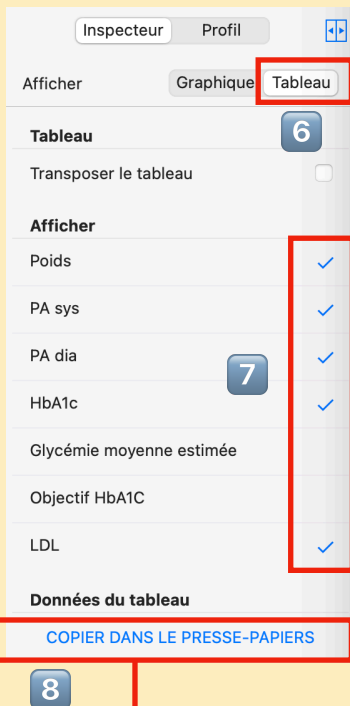 Inspecteur Profil
Afficher Graphique Tableau
6
Tableau
Transposer le tableau
Afficher
Poids
PA sys
PA dia
7
HbA1c
Glycémie moyenne estimée
Objectif HbA1C
LDL
Données du tableau
COPIER DANS LE PRESSE-PAPIERS
8